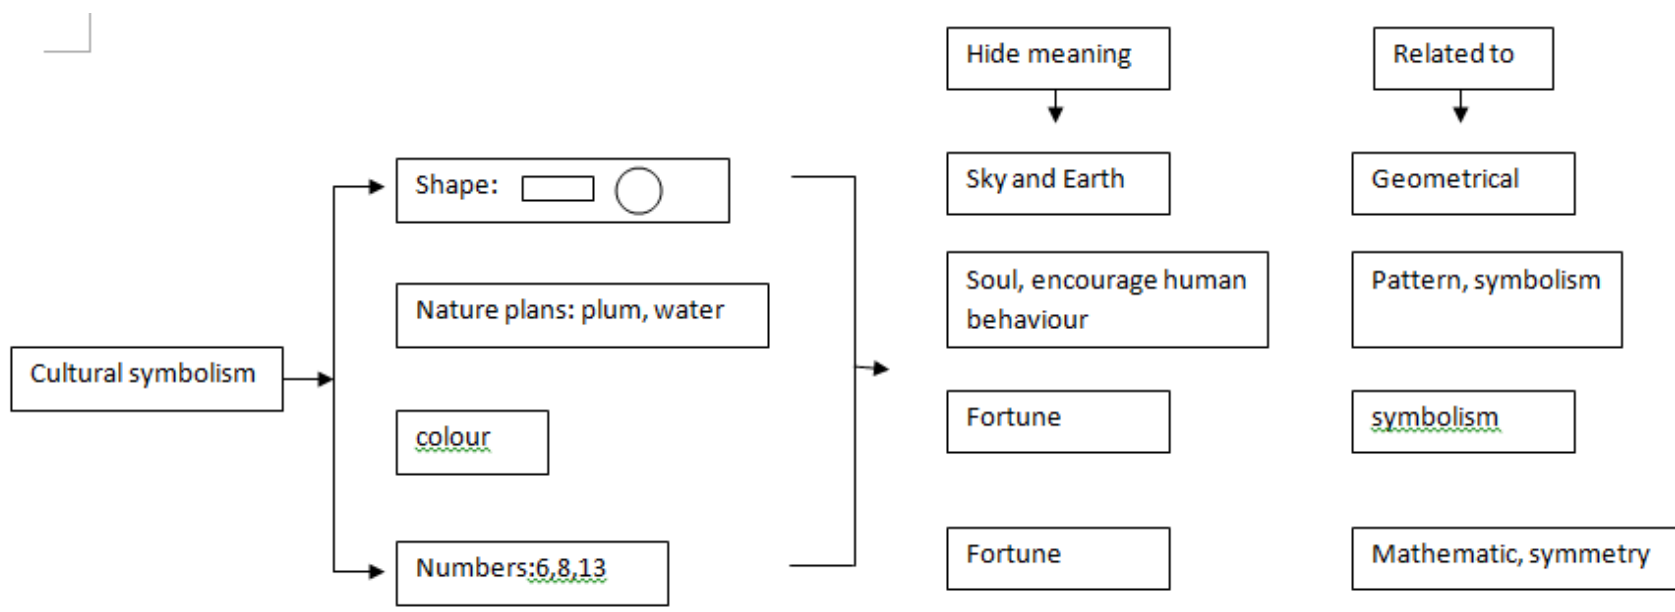 Hide meaning
Related to
Shape:
Sky and Earth
Geometrical
Nature plans: plum, water
Soul, encourage human
behaviour
Pattern, symbolism
Cultural symbolism
colour
Fortune
symbolism
Numbers:6,8,13
Fortune
Mathematic, symmetry